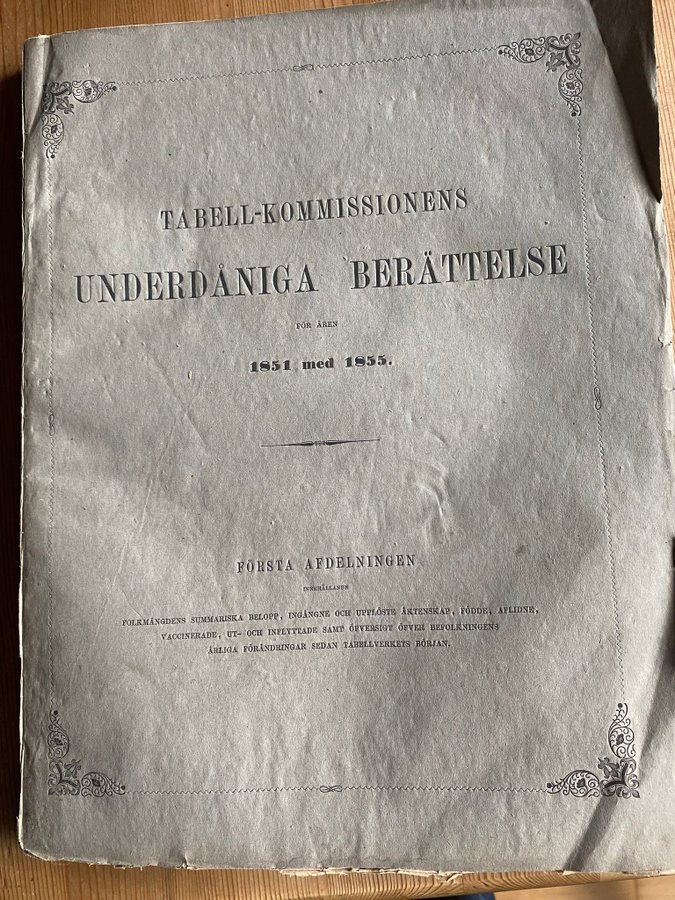 TABELL-KOMMISSIONENS
UNDERDÅNIGA BERÄTTELSE
FÖR ÅREN
1851 med 1855.
FÖRSTA AFDELNINGEN
INNEHÅLLANDE
FOLKMÄNGDENS SUMMARISKA BELOPP, INGÅNGNE OCH UPPLÖSTE ÄKTENSKAP, FÖDDE, AFLIDNE,
VACCINERADE, UT- OCH INFLYTTADE SAMT ÖFVERSIGT ÖFVER BEFOLKNINGENS
ÅRLIGA FÖRÄNDRINGAR SEDAN TABELLVERKETS BÖRJAN.